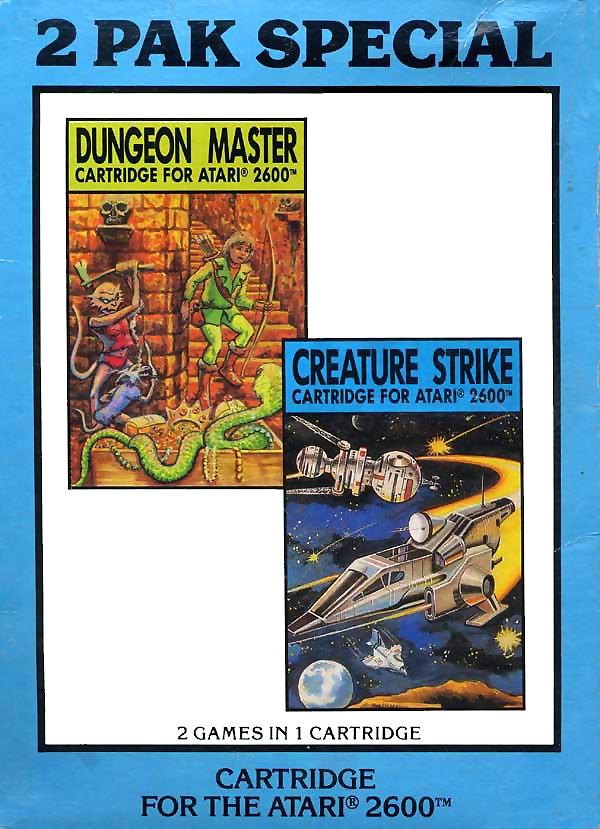 2 PAK SPECIAL
DUNGEON MASTER
CARTRIDGE FOR ATARI® 2600™
CREATURE STRIKE
CARTRIDGE FOR ATARI® 2600™
2 GAMES IN 1 CARTRIDGE
CARTRIDGE
FOR THE ATARI® 2600™